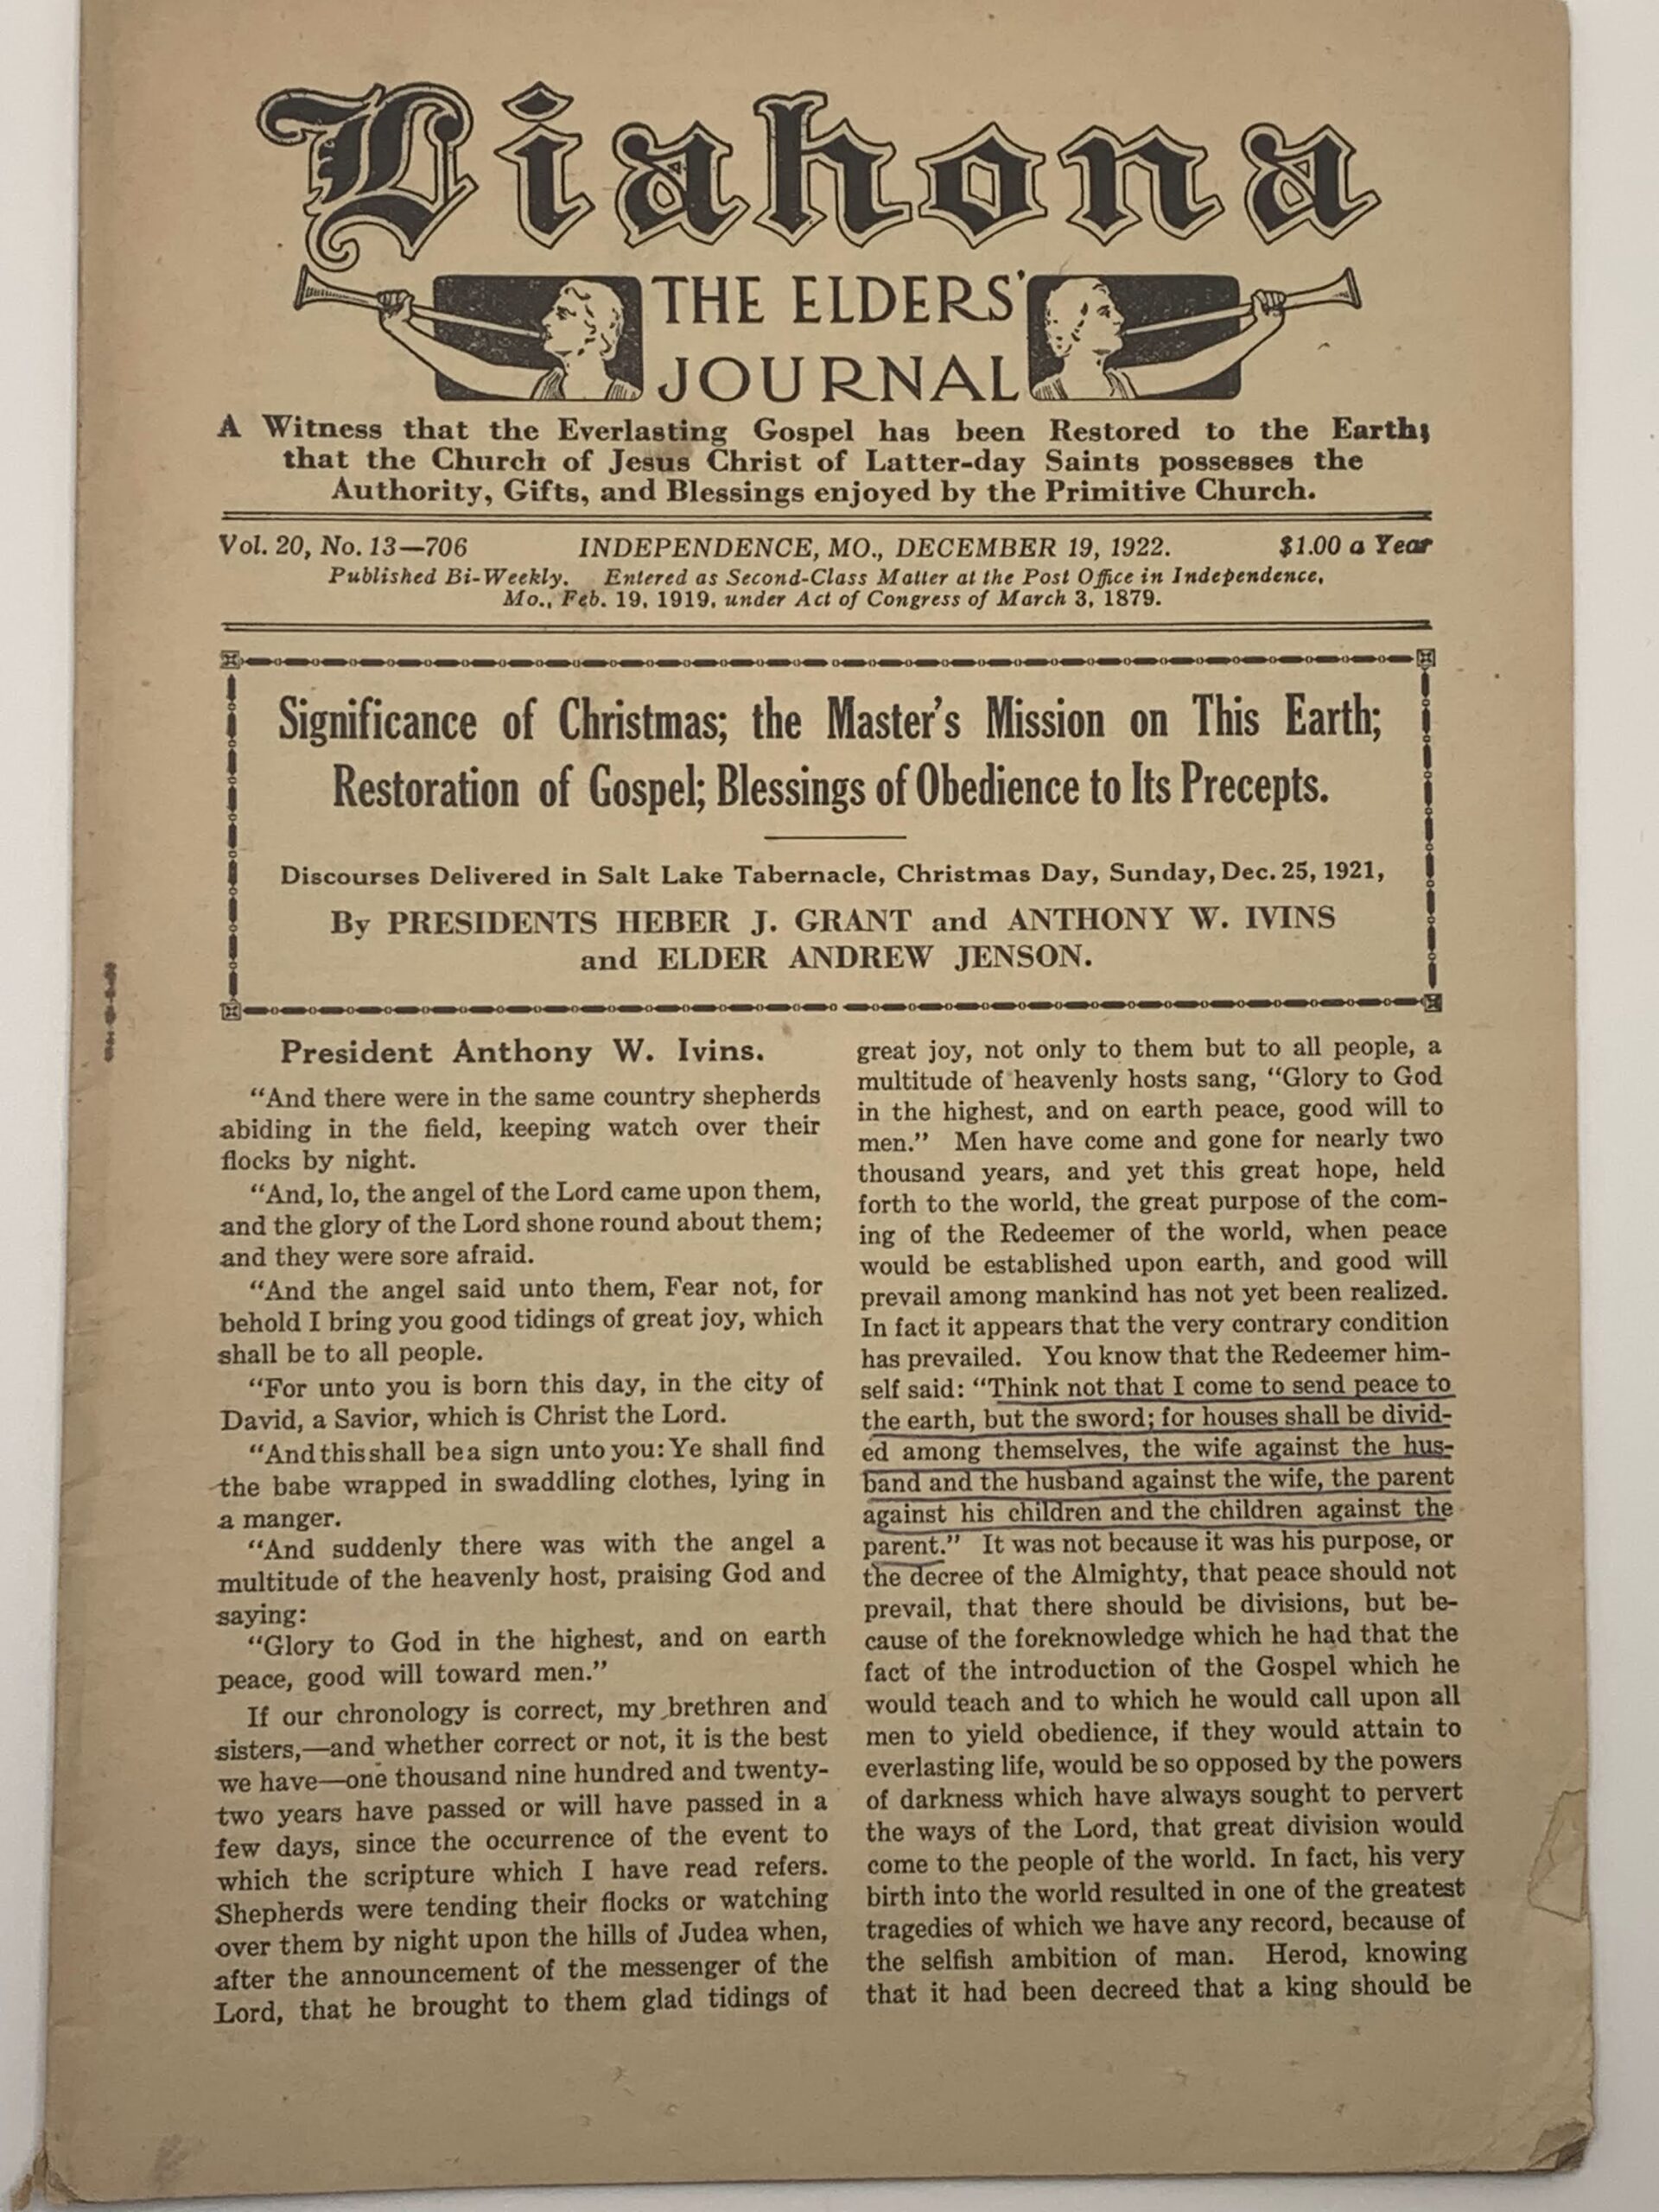 Liahona
THE ELDERS'
JOURNAL
A Witness that the Everlasting Gospel has been Restored to the Earth;
that the Church of Jesus Christ of Latter-day Saints possesses the
Authority, Gifts, and Blessings enjoyed by the Primitive Church.
Vol. 20, No. 13—706 INDEPENDENCE, MO., DECEMBER 19, 1922. $1.00 a Year
Published Bi-Weekly. Entered as Second-Class Matter at the Post Office in Independence,
Mo., Feb. 19, 1919, under Act of Congress of March 3, 1879.
Significance of Christmas; the Master's Mission on This Earth;
Restoration of Gospel; Blessings of Obedience to Its Precepts.
Discourses Delivered in Salt Lake Tabernacle, Christmas Day, Sunday, Dec. 25, 1921,
By PRESIDENTS HEBER J. GRANT and ANTHONY W. IVINS
and ELDER ANDREW JENSON.
President Anthony W. Ivins.
"And there were in the same country shepherds
abiding in the field, keeping watch over their
flocks by night.
"And, lo, the angel of the Lord came upon them,
and the glory of the Lord shone round about them;
and they were sore afraid.
"And the angel said unto them, Fear not, for
behold I bring you good tidings of great joy, which
shall be to all people.
"For unto you is born this day, in the city of
David, a Savior, which is Christ the Lord.
"And this shall be a sign unto you: Ye shall find
the babe wrapped in swaddling clothes, lying in
a manger.
"And suddenly there was with the angel a
multitude of the heavenly host, praising God and
saying:
"Glory to God in the highest, and on earth
peace, good will toward men."
If our chronology is correct, my brethren and
sisters,—and whether correct or not, it is the best
we have—one thousand nine hundred and twenty-
two years have passed or will have passed in a
few days, since the occurrence of the event to
which the scripture which I have read refers.
Shepherds were tending their flocks or watching
over them by night upon the hills of Judea when,
after the announcement of the messenger of the
Lord, that he brought to them glad tidings of
great joy, not only to them but to all people, a
multitude of heavenly hosts sang, "Glory to God
in the highest, and on earth peace, good will to
men." Men have come and gone for nearly two
thousand years, and yet this great hope, held
forth to the world, the great purpose of the com-
ing of the Redeemer of the world, when peace
would be established upon earth, and good will
prevail among mankind has not yet been realized.
In fact it appears that the very contrary condition
has prevailed. You know that the Redeemer him-
self said: "Think not that I come to send peace to
the earth, but the sword; for houses shall be divid-
ed among themselves, the wife against the hus-
band and the husband against the wife, the parent
against his children and the children against the
parent." It was not because it was his purpose, or
the decree of the Almighty, that peace should not
prevail, that there should be divisions, but be-
cause of the foreknowledge which he had that the
fact of the introduction of the Gospel which he
would teach and to which he would call upon all
men to yield obedience, if they would attain to
everlasting life, would be so opposed by the powers
of darkness which have always sought to pervert
the ways of the Lord, that great division would
come to the people of the world. In fact, his very
birth into the world resulted in one of the greatest
tragedies of which we have any record, because of
the selfish ambition of man. Herod, knowing
that it had been decreed that a king should be